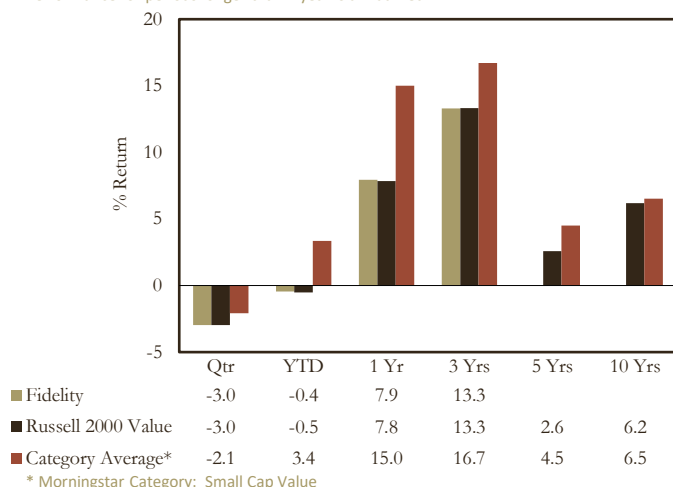 20
15
10
5
0
-5
% Return
Qtr YTD 1 Yr 3 Yrs 5 Yrs 10 Yrs
Fidelity -3.0 -0.4 7.9 13.3
Russell 2000 Value -3.0 -0.5 7.8 13.3 2.6 6.2
Category Average* -2.1 3.4 15.0 16.7 4.5 6.5
* Morningstar Category: Small Cap Value